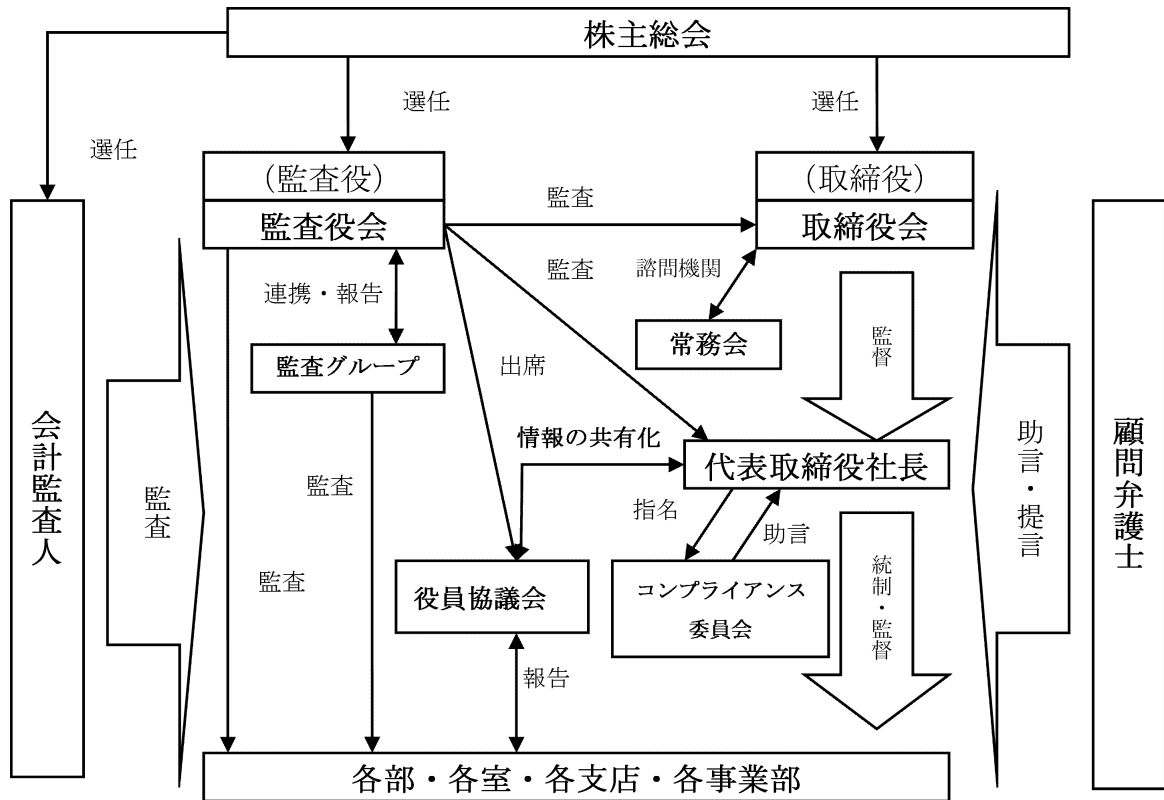 株主総会
選任
選任
選任
(監査役)
監査役会
(取締役)
取締役会
監査
監査
諮問機関
連携・報告
常務会
監査グループ
出席
監督
情報の共有化
代表取締役社長
会計監査人
監査
監査
監査
指名
助言
役員協議会
コンプライアンス
委員会
統制・監督
助言・提言
顧問弁護士
報告
各部・各室・各支店・各事業部